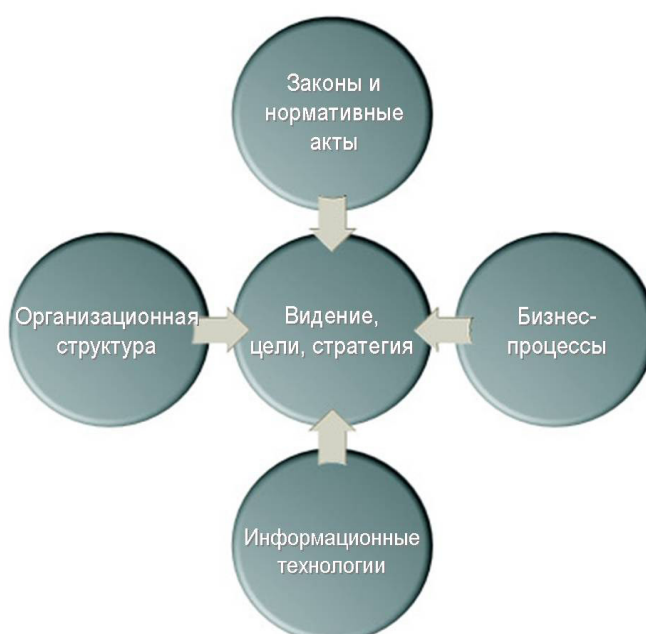 Законы и
нормативные
акты
Организационная
структура
Видение,
цели, стратегия
Бизнес-
процессы
Информационные
технологии